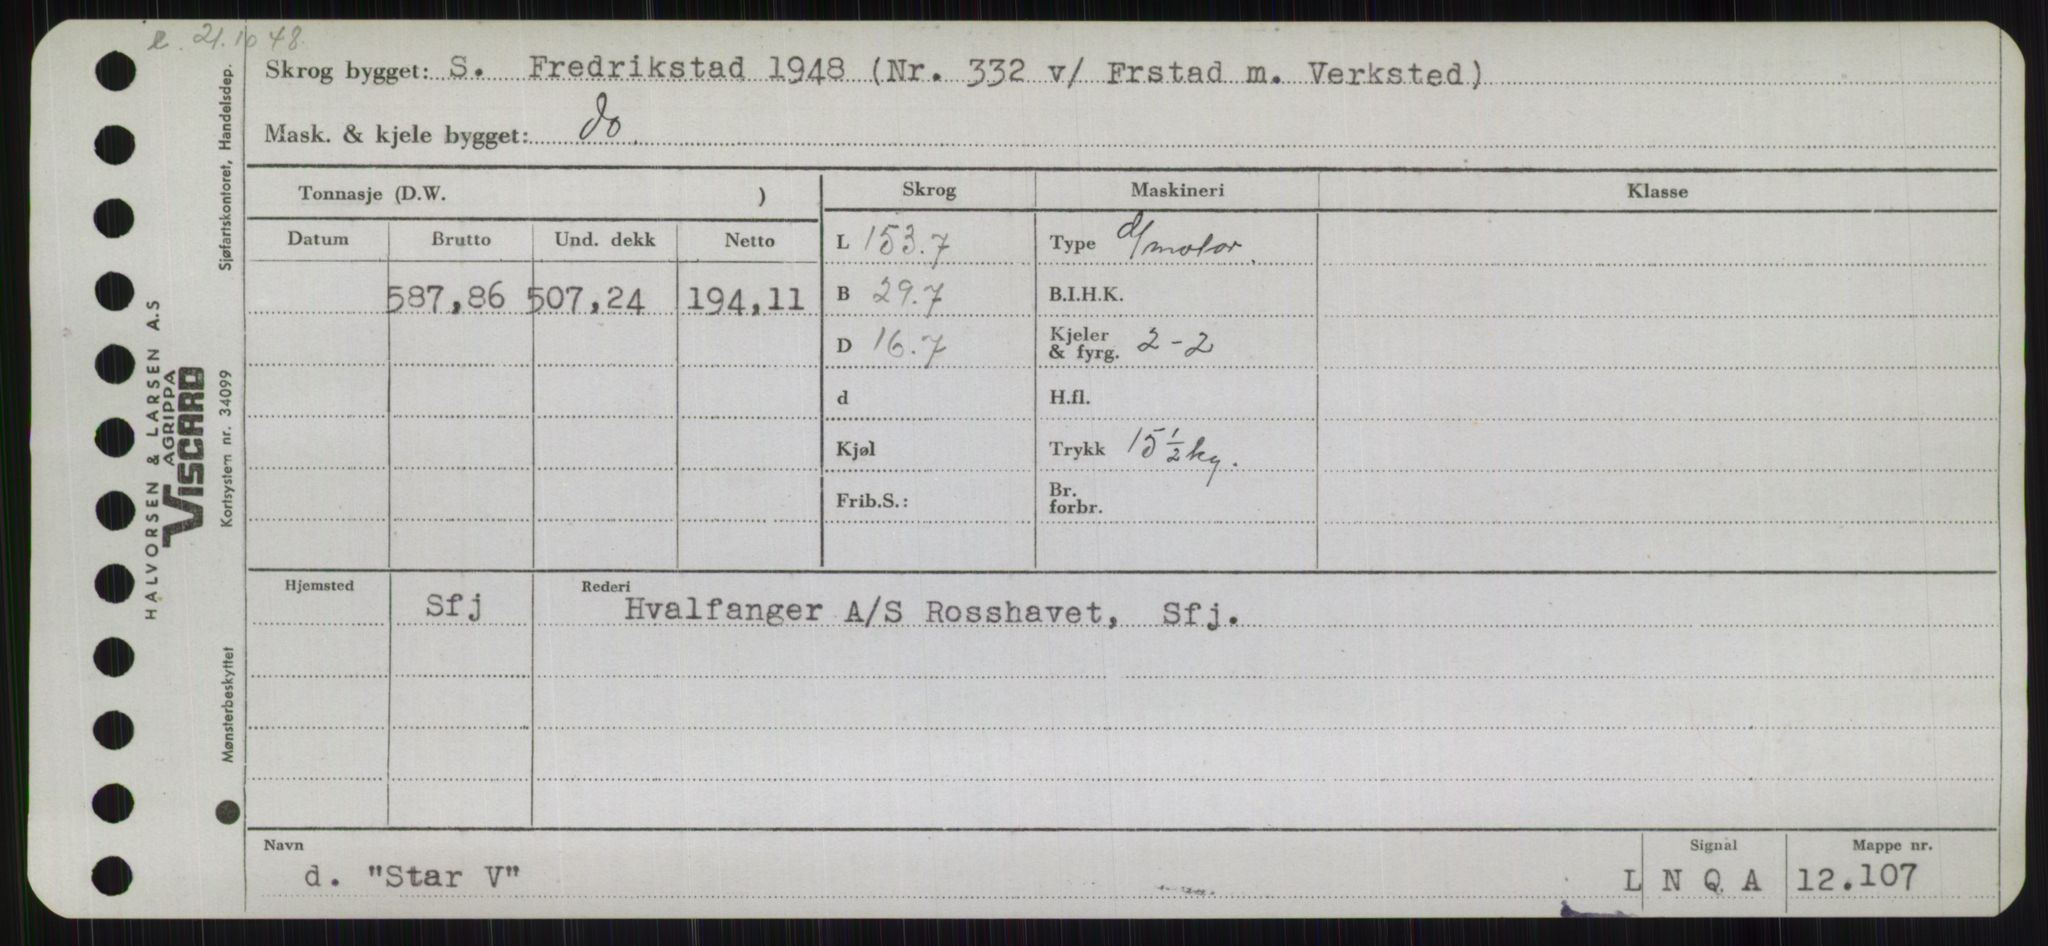 e. 21.10 48.
Skrog bygget: S. Fredrikstad 1948 (Nr. 332 v/ Frstad m. Verksted)
Mask. & kjele bygget: do
Tonnasje (D.W. )
Skrog Maskineri Klasse
Datum Brutto Und. dekk Netto
587,86 507,24 194,11
L 153.7
B 29.7
D 16.7
d
Kjøl
Frib.S.:
Type d/motor.
B.I.H.K.
Kjeler
& fyrg. 2-2
H.fl.
Trykk 15 1/2 kg.
Br.
forbr.
Hjemsted Rederi
Sfj Hvalfanger A/S Rosshavet, Sfj.
Navn Signal Mappe nr.
d. "Star V" L N Q A 12.107
HALVORSEN & LARSEN A.S
AGRIPPA
VISCARD
Sjøfartskontoret, Handelsdep.
Kortsystem nr. 34099
Mønsterbeskyttet